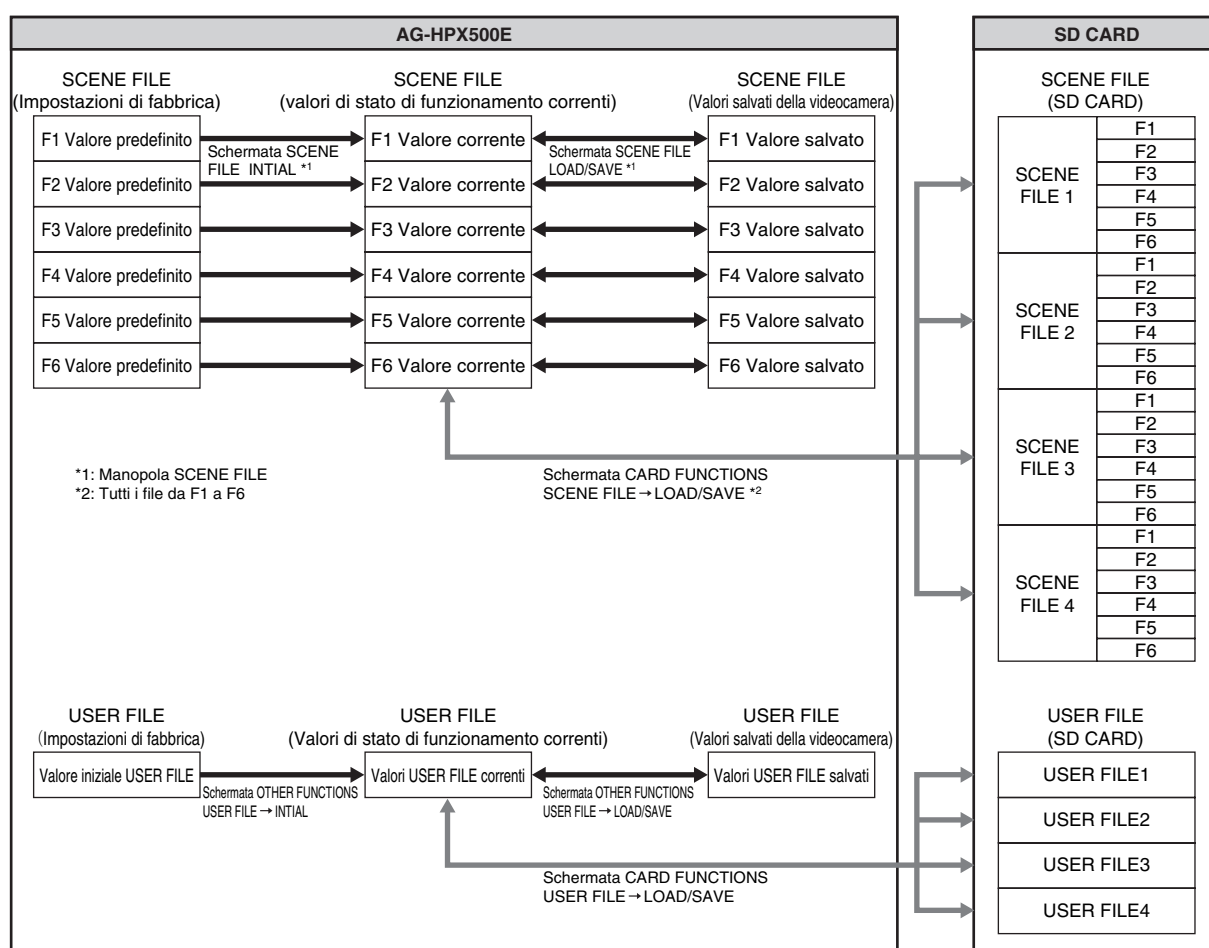 AG-HPX500E
SD CARD
SCENE FILE
(Impostazioni di fabbrica)
SCENE FILE
(valori di stato di funzionamento correnti)
SCENE FILE
(Valori salvati della videocamera)
SCENE FILE
(SD CARD)
F1 Valore predefinito
Schermata SCENE
FILE INTIAL *1
F1 Valore corrente
Schermata SCENE FILE
LOAD/SAVE *1
F1 Valore salvato
F2 Valore predefinito
F2 Valore corrente
F2 Valore salvato
F3 Valore predefinito
F3 Valore corrente
F3 Valore salvato
F4 Valore predefinito
F4 Valore corrente
F4 Valore salvato
F5 Valore predefinito
F5 Valore corrente
F5 Valore salvato
F6 Valore predefinito
F6 Valore corrente
F6 Valore salvato
*1: Manopola SCENE FILE
*2: Tutti i file da F1 a F6
Schermata CARD FUNCTIONS
SCENE FILE→LOAD/SAVE *2
SCENE
FILE 1
F1
F2
F3
F4
F5
F6
SCENE
FILE 2
F1
F2
F3
F4
F5
F6
SCENE
FILE 3
F1
F2
F3
F4
F5
F6
SCENE
FILE 4
F1
F2
F3
F4
F5
F6
USER FILE
(Impostazioni di fabbrica)
USER FILE
(Valori di stato di funzionamento correnti)
USER FILE
(Valori salvati della videocamera)
USER FILE
(SD CARD)
Valore iniziale USER FILE
Schermata OTHER FUNCTIONS
USER FILE → INTIAL
Valori USER FILE correnti
Schermata OTHER FUNCTIONS
USER FILE → LOAD/SAVE
Valori USER FILE salvati
Schermata CARD FUNCTIONS
USER FILE→LOAD/SAVE
USER FILE1
USER FILE2
USER FILE3
USER FILE4